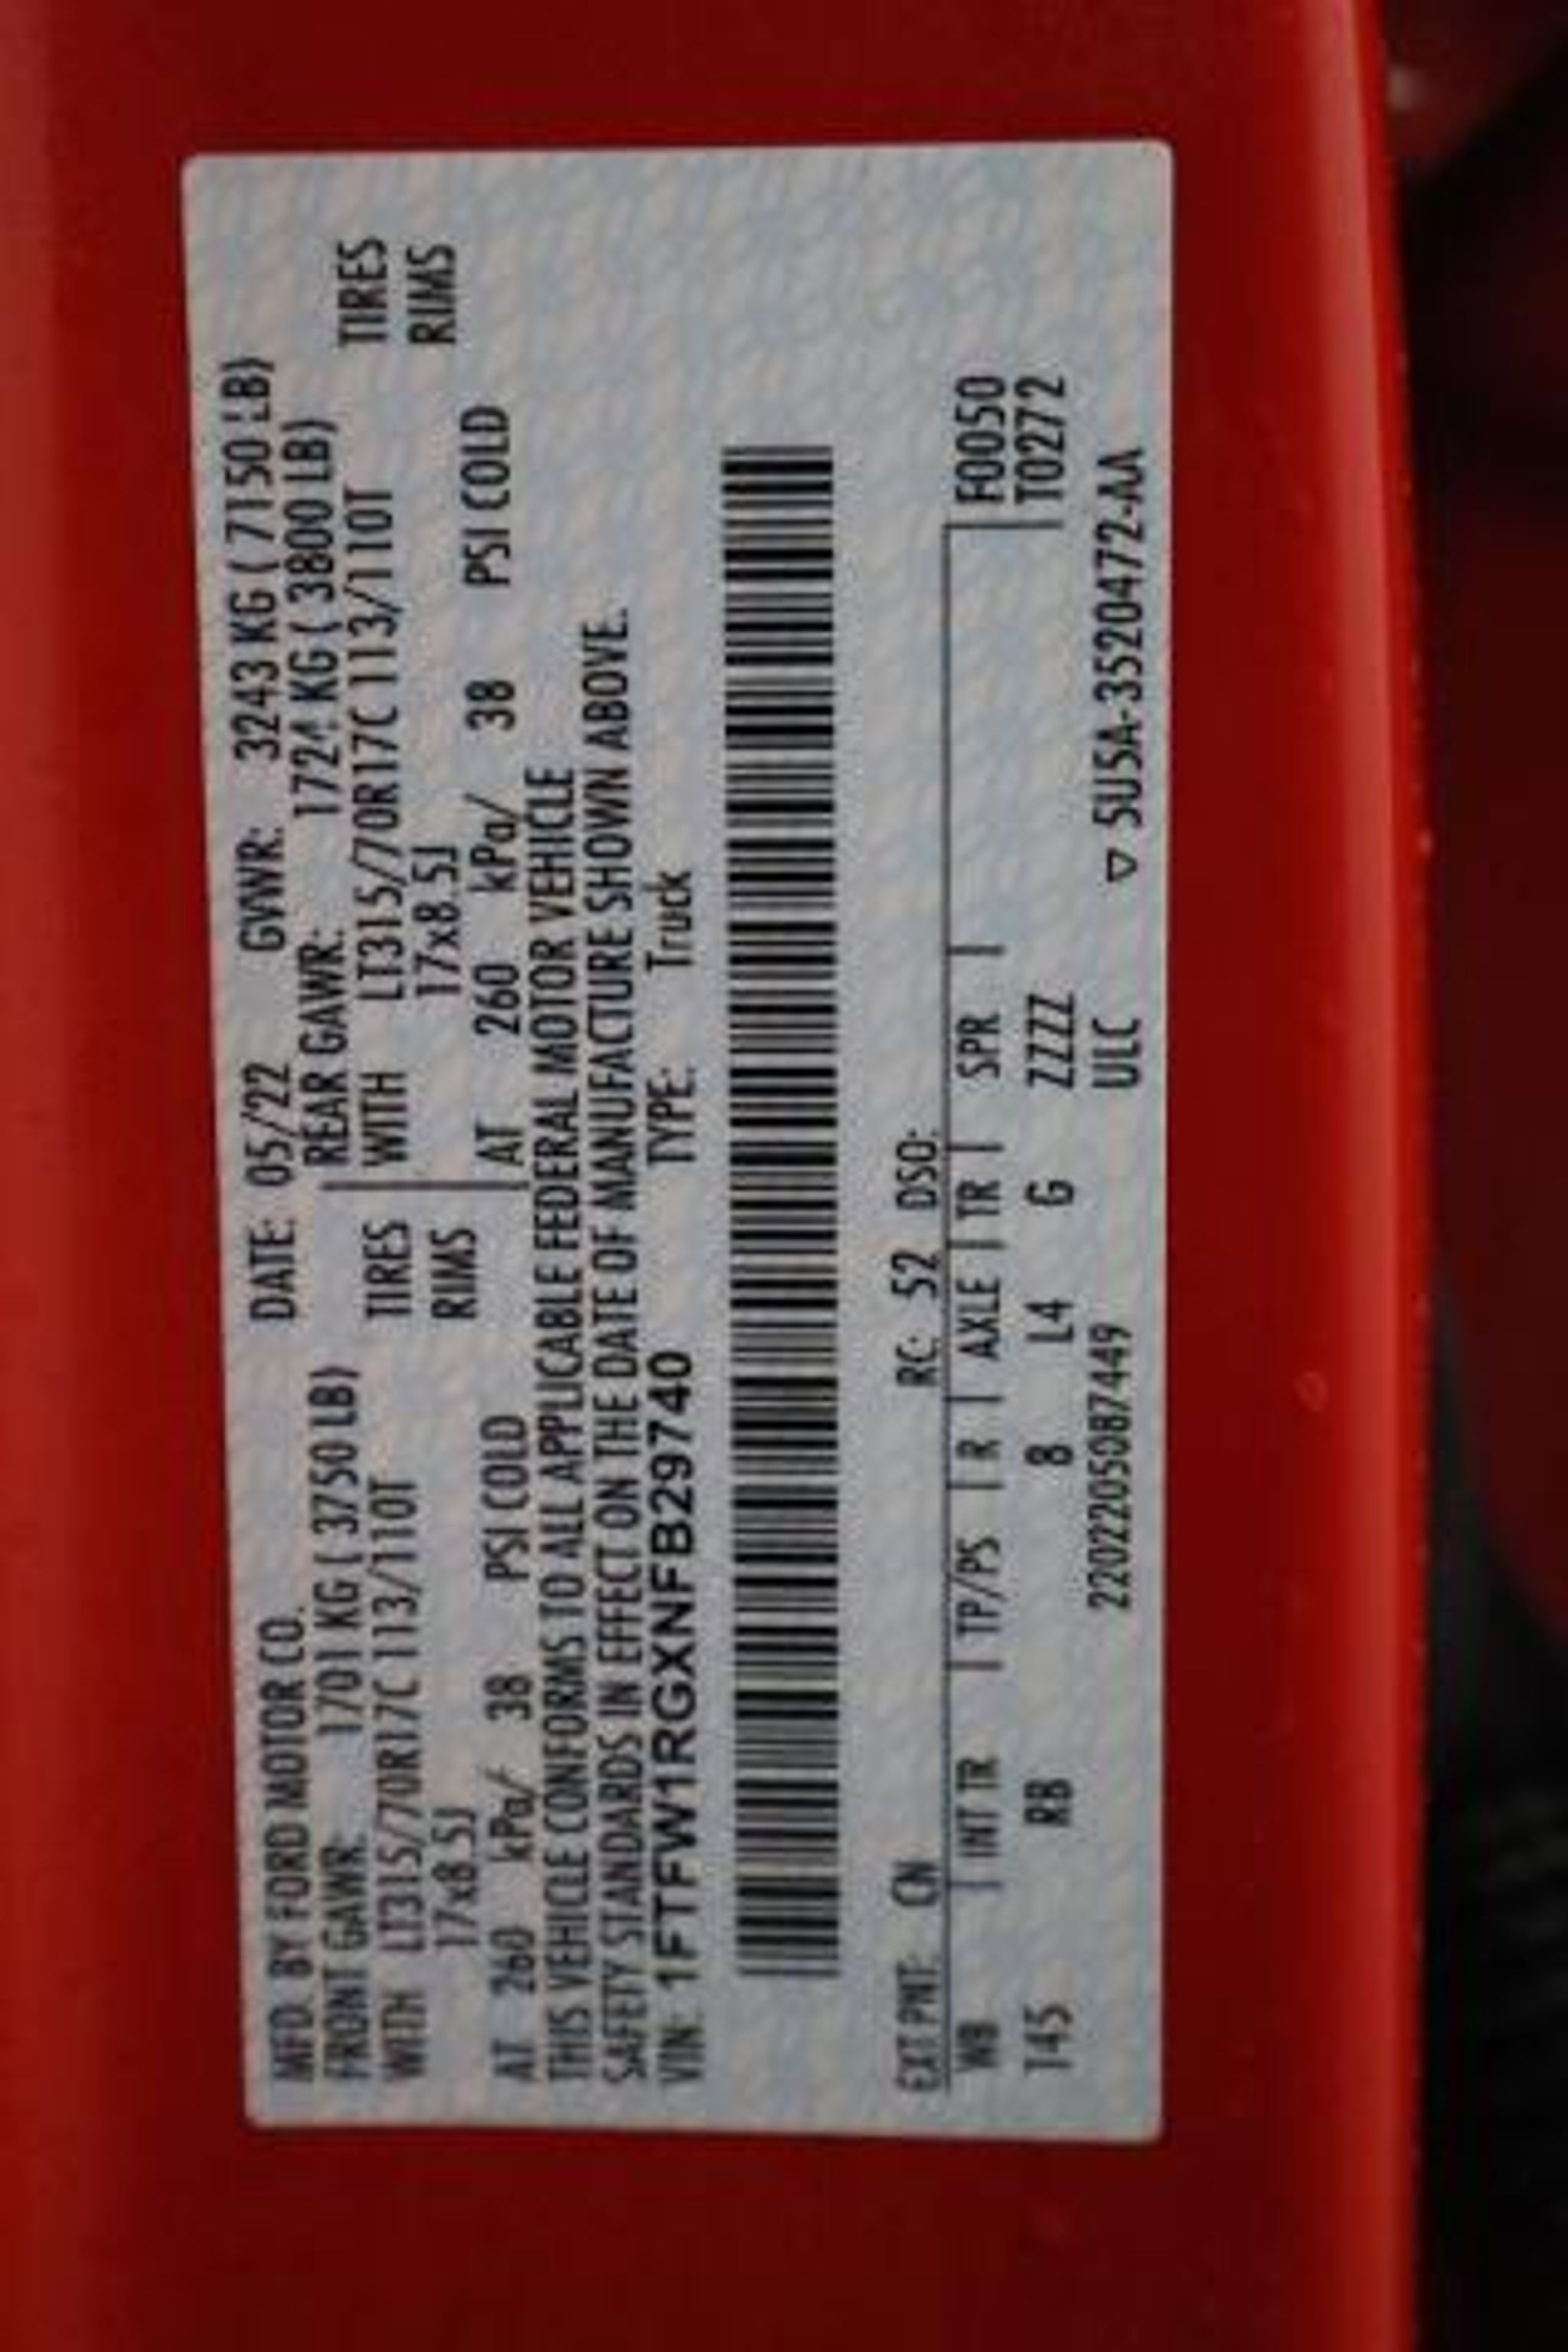 MFD. BY FORD MOTOR CO. DATE: 05/22 GVWR: 3243 KG ( 7150 LB)
FRONT GAWR: 1701 KG ( 3750 LB) REAR GAWR: 1724 KG ( 3800 LB)
WITH LT315/70R17C 113/110T TIRES WITH LT315/70R17C 113/110T TIRES
17x8.5J RIMS 17x8.5J RIMS
AT 260 kPa/ 38 PSI COLD AT 260 kPa/ 38 PSI COLD
THIS VEHICLE CONFORMS TO ALL APPLICABLE FEDERAL MOTOR VEHICLE
SAFETY STANDARDS IN EFFECT ON THE DATE OF MANUFACTURE SHOWN ABOVE.
VIN: 1FTFW1RGXNFB29740 TYPE: Truck
EXT PNT: CN RC: 52 DSO:
WB | INT TR | TP/PS | R | AXLE | TR | SPR | F0050
145 RB 8 L4 G ZZZZ T0272
2202205087449 ULC ▽ 5U5A-3520472-AA